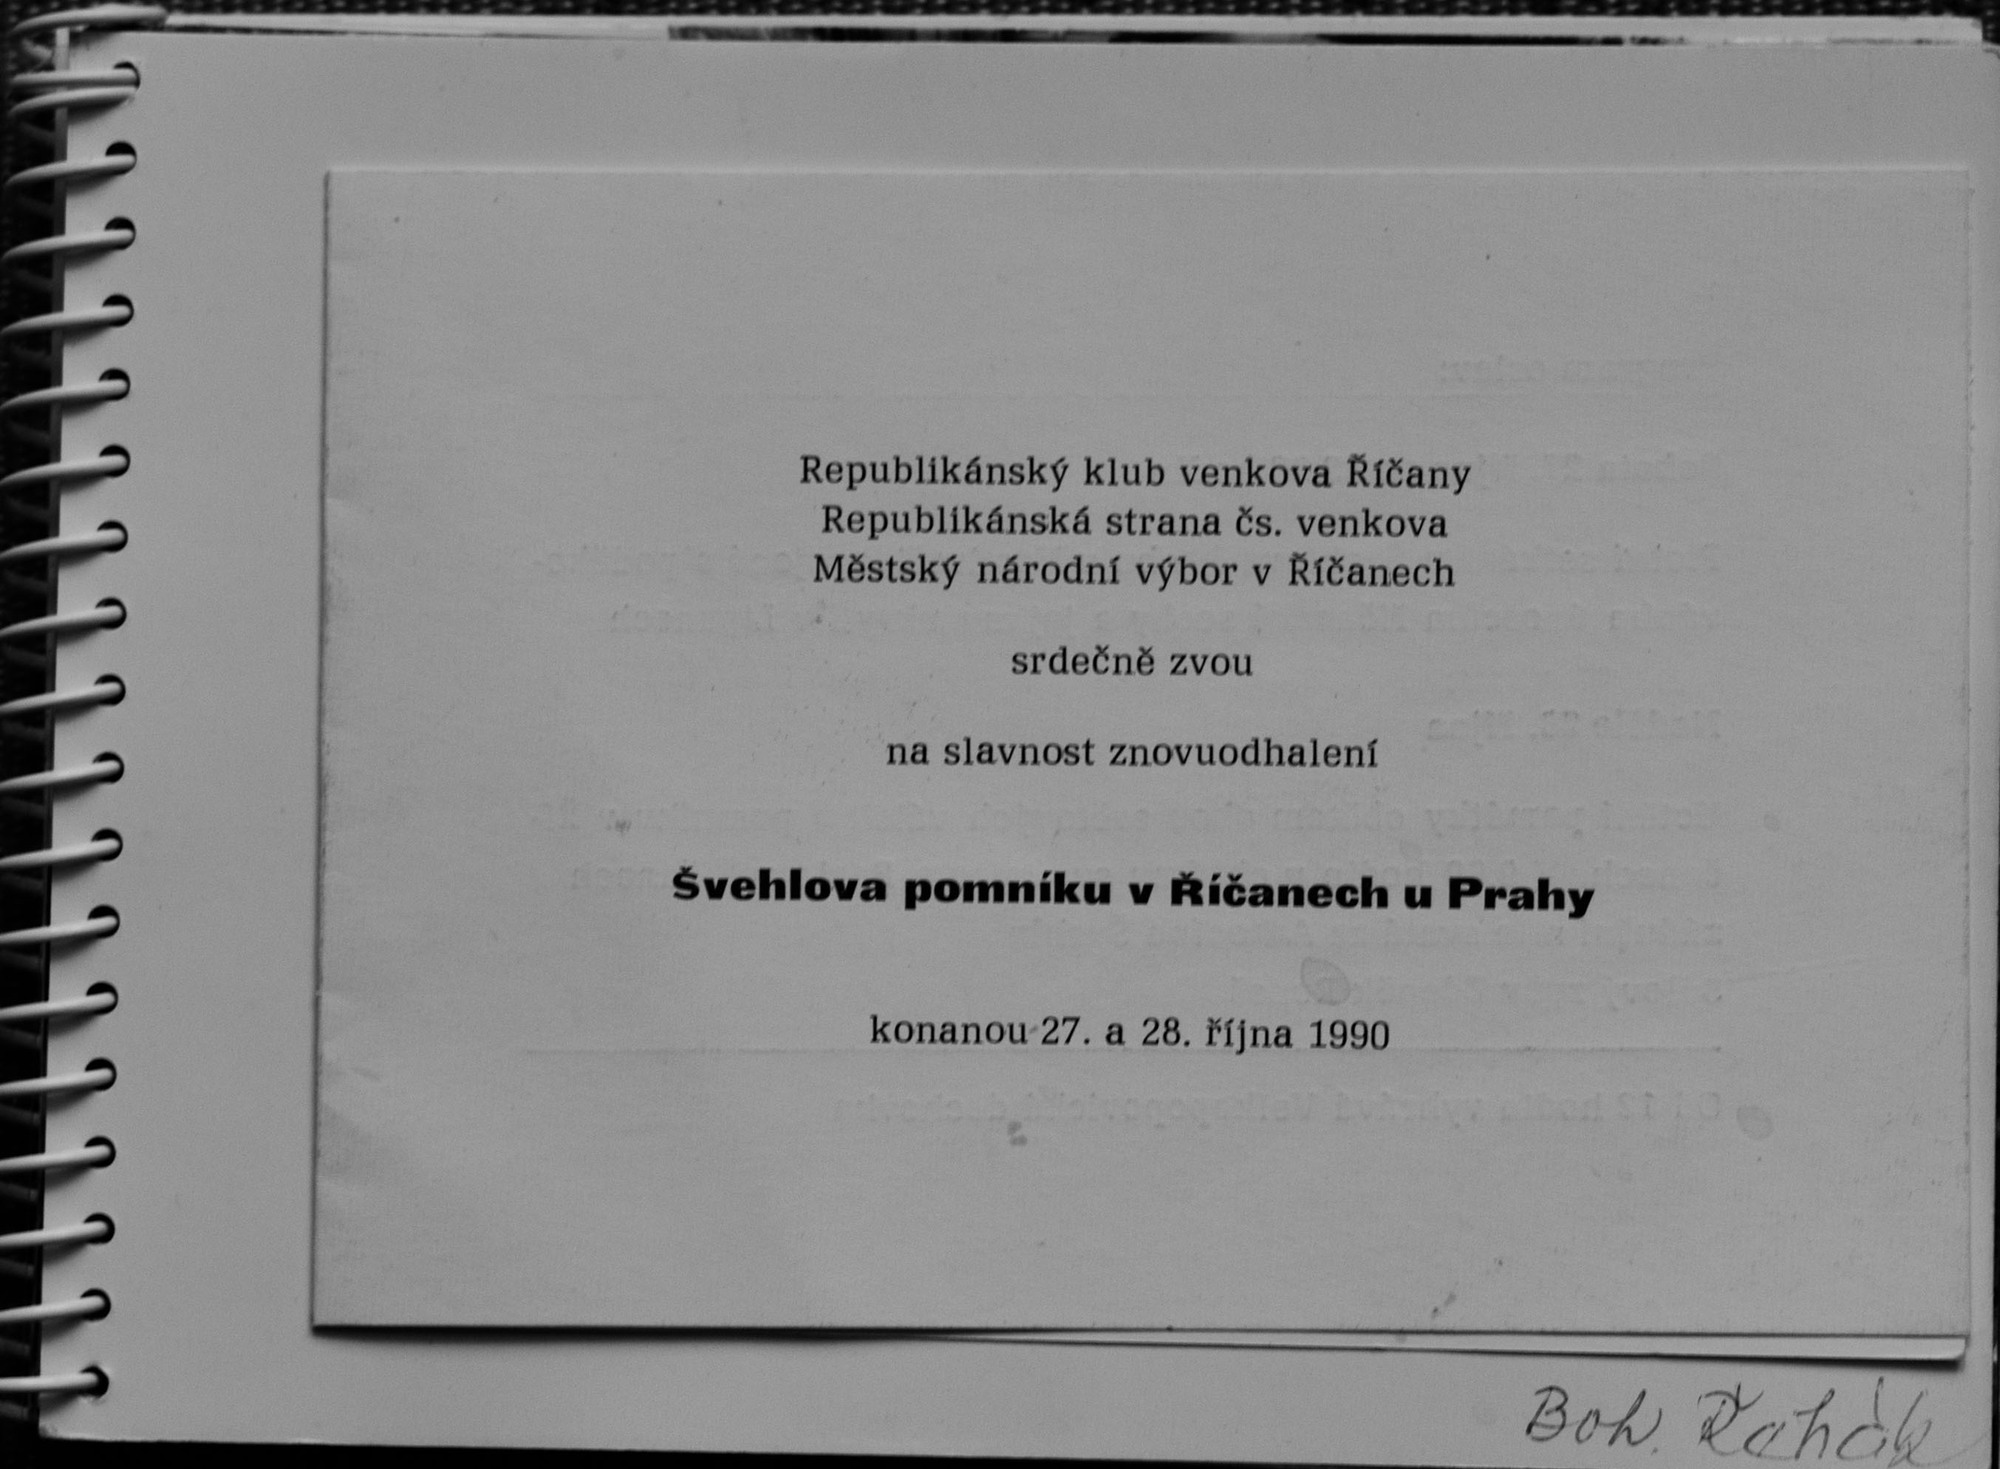 Republikánský klub venkova Říčany
Republikánská strana čs. venkova
Městský národní výbor v Říčanech
srdečně zvou
na slavnost znovuodhalení
Švehlova pomníku v Říčanech u Prahy
konanou 27. a 28. října 1990
Boh. Řehák